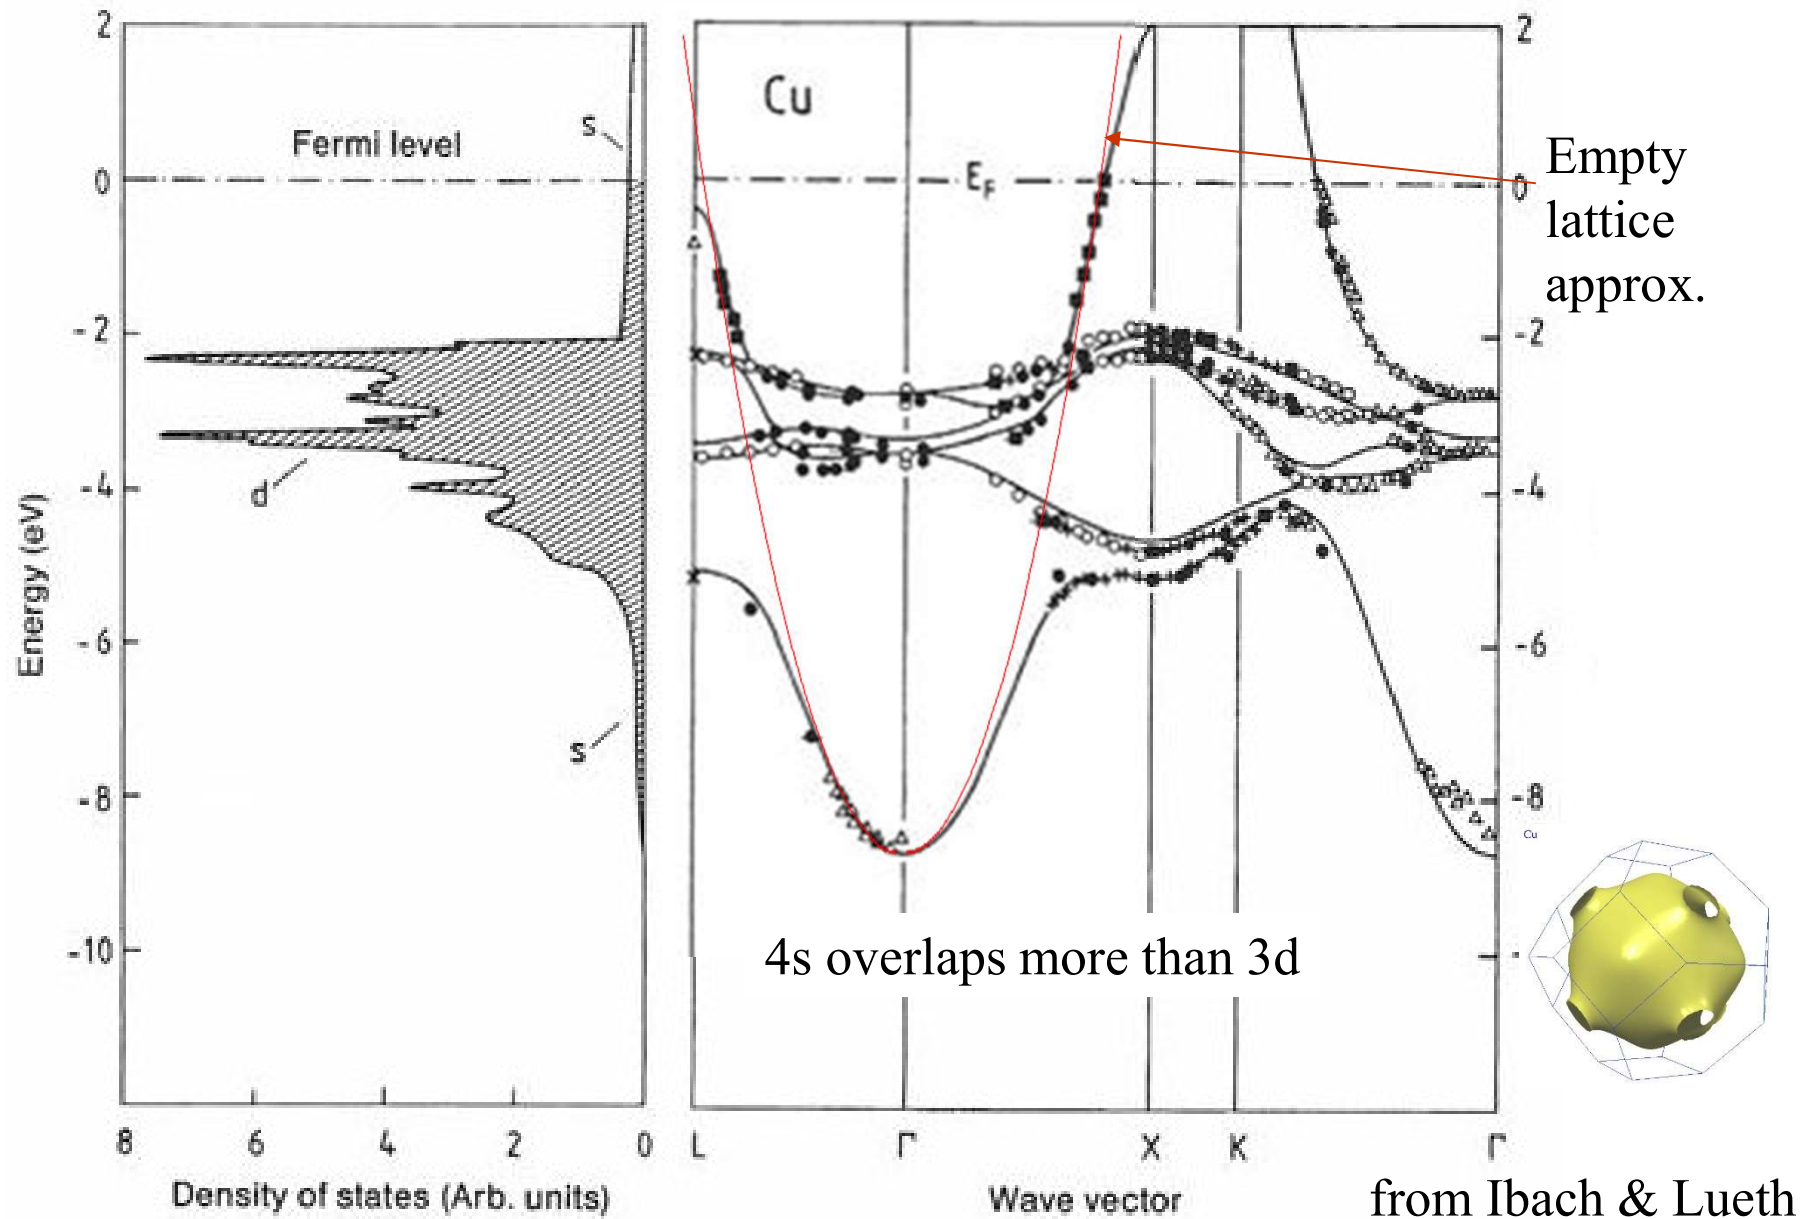 2
0
-2
-4
-6
-8
-10
Energy (eV)
Fermi level
s
d
s
8 6 4 2 0
Density of states (Arb. units)
Cu
E_F
4s overlaps more than 3d
L Γ X K Γ
Wave vector
2
0
-2
-4
-6
-8
-
Empty
lattice
approx.
Cu
from Ibach & Lueth